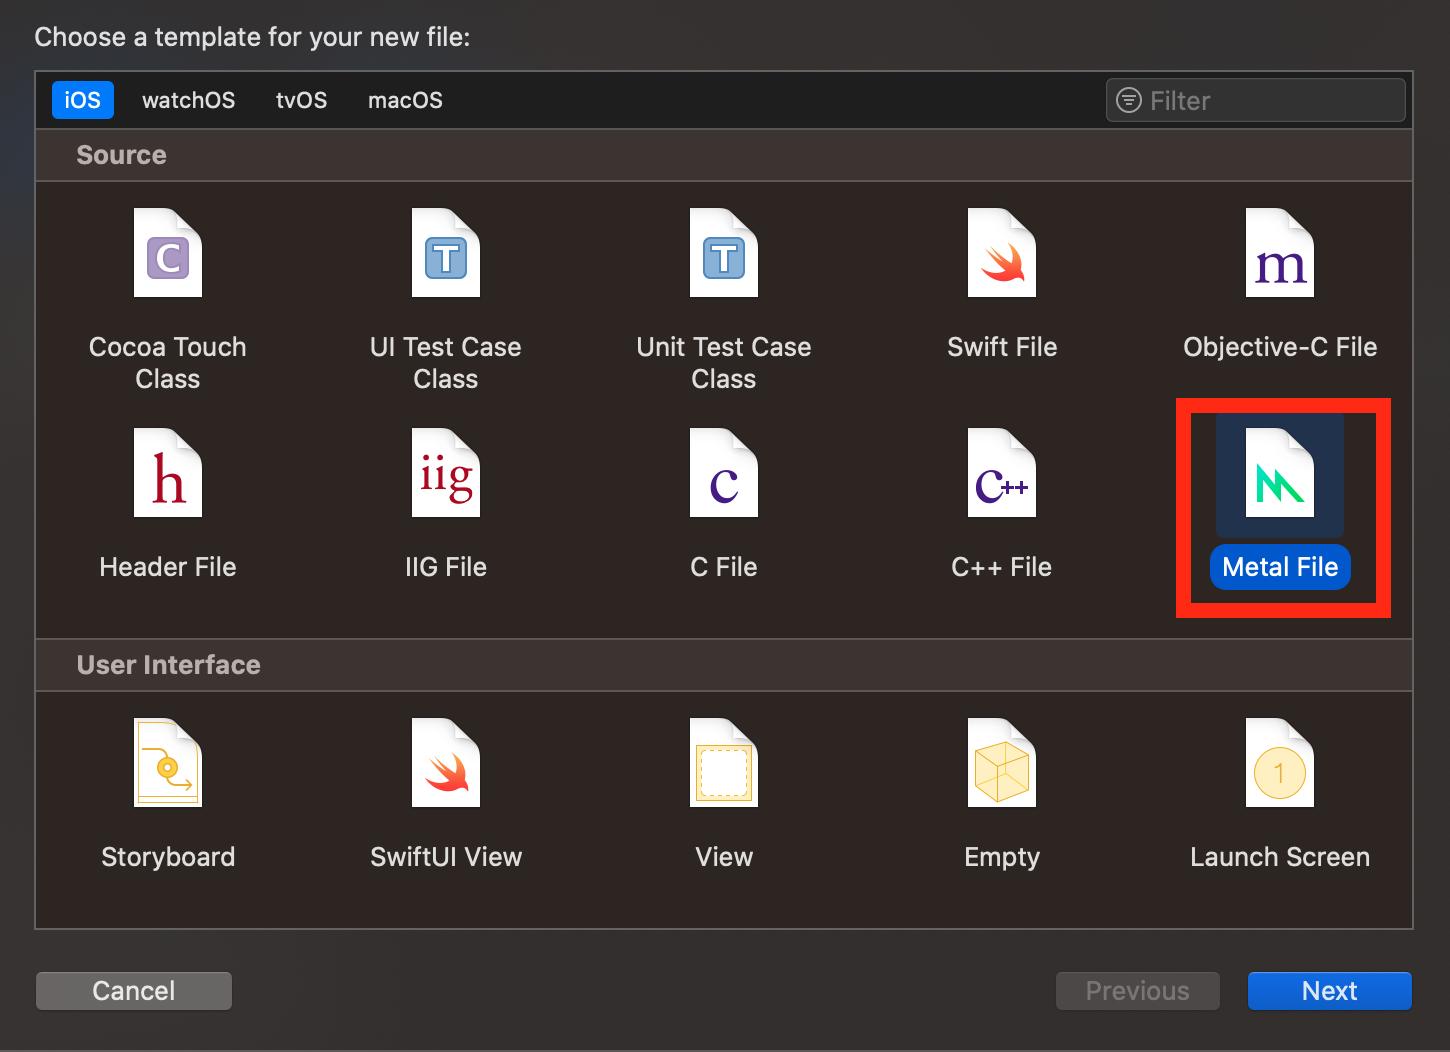 Choose a template for your new file:
iOS watchOS tvOS macOS Filter
Source
C T T m
Cocoa Touch Class
UI Test Case Class
Unit Test Case Class
Swift File
Objective-C File
h iig c C++
Header File
IIG File
C File
C++ File
Metal File
User Interface
1
Storyboard
SwiftUI View
View
Empty
Launch Screen
Cancel Previous Next